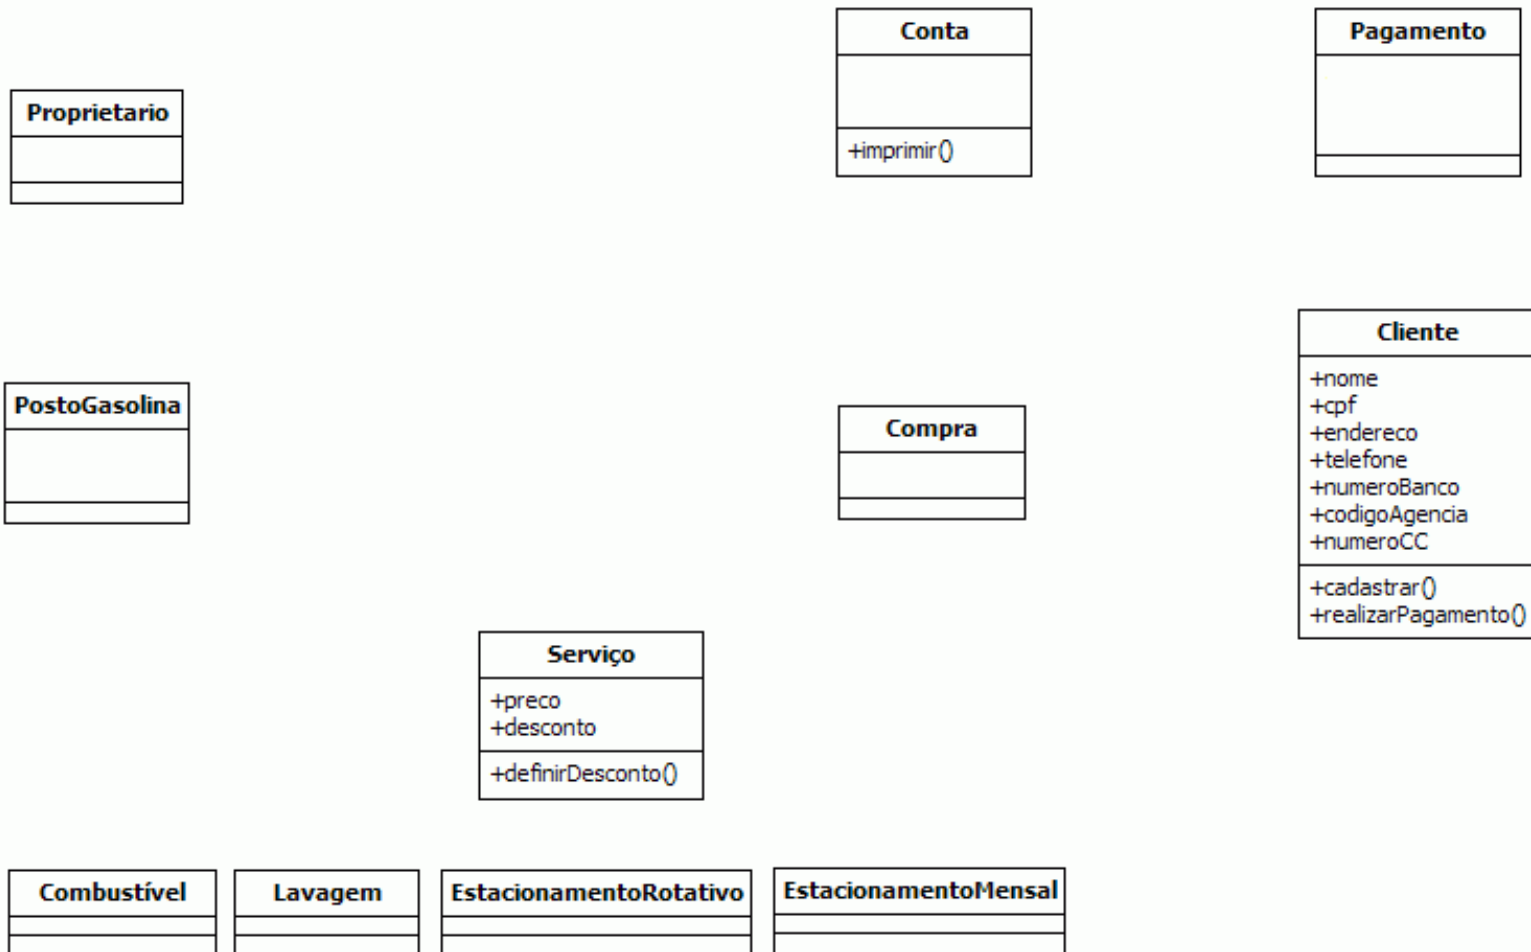 Conta
+imprimir()
Pagamento
Proprietario
Cliente
+nome
+cpf
+endereco
+telefone
+numeroBanco
+codigoAgencia
+numeroCC
+cadastrar()
+realizarPagamento()
PostoGasolina
Compra
Serviço
+preco
+desconto
+definirDesconto()
Combustível
Lavagem
EstacionamentoRotativo
EstacionamentoMensal